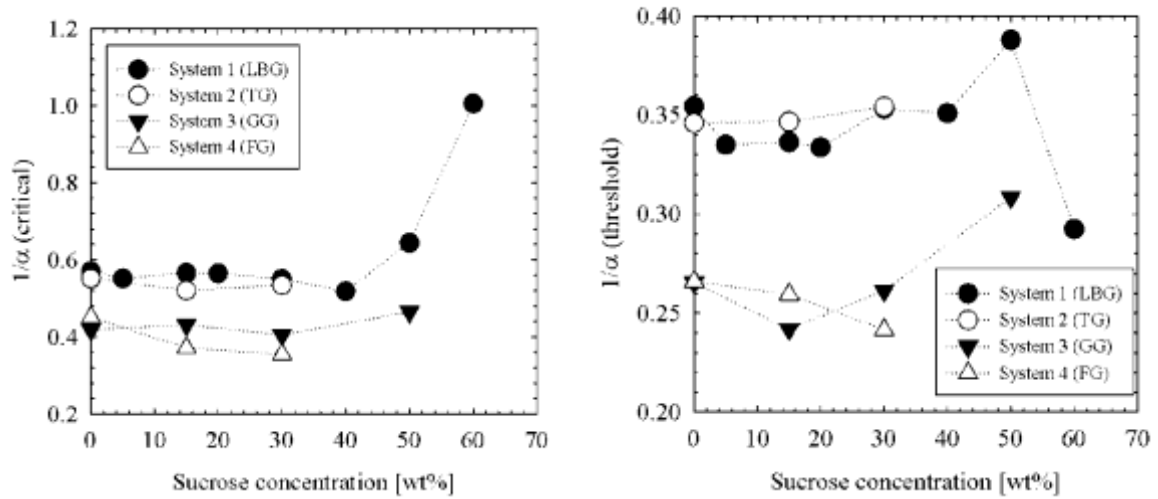 1.2
1.0
0.8
0.6
0.4
0.2
1/α (critical)
System 1 (LBG)
System 2 (TG)
System 3 (GG)
System 4 (FG)
0 10 20 30 40 50 60 70
Sucrose concentration [wt%]
0.40
0.35
0.30
0.25
0.20
1/α (threshold)
System 1 (LBG)
System 2 (TG)
System 3 (GG)
System 4 (FG)
0 10 20 30 40 50 60 70
Sucrose concentration [wt%]